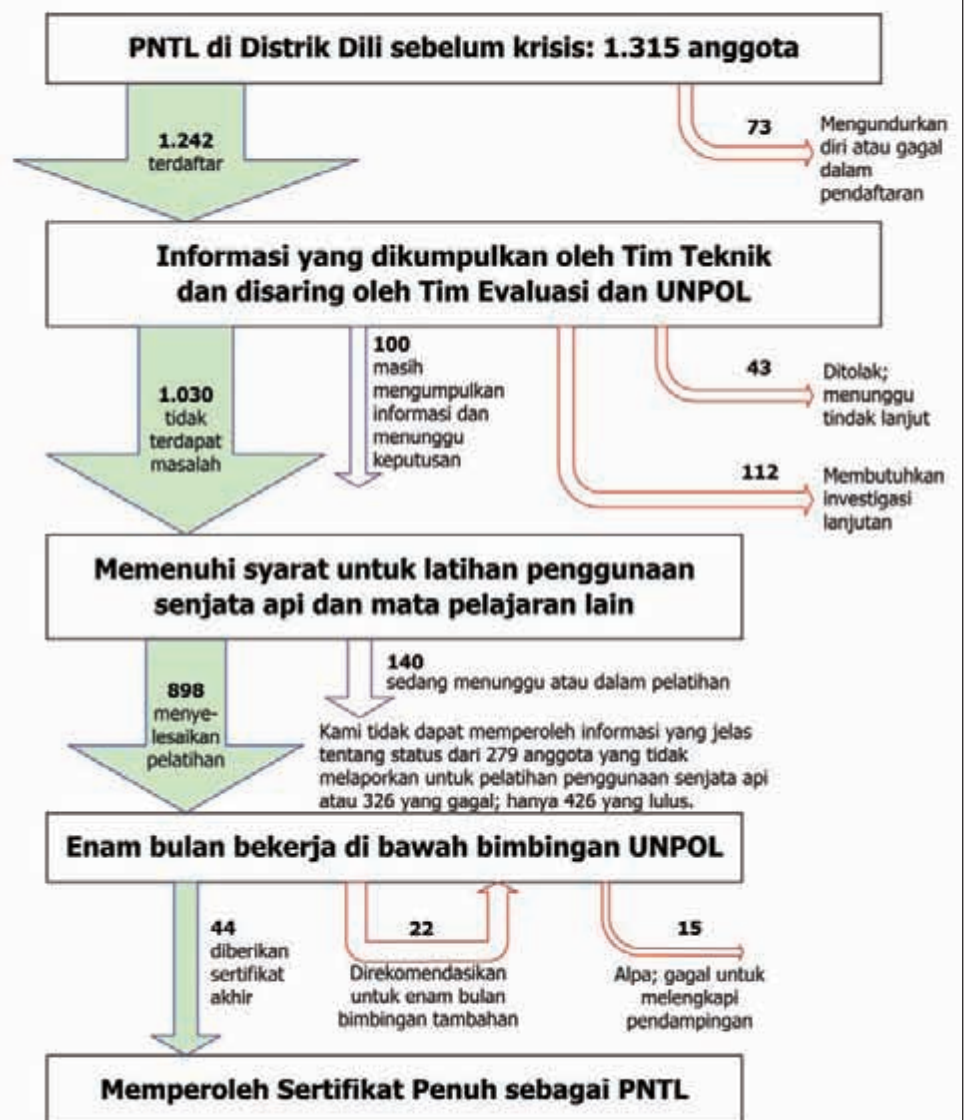 PNTL di Distrik Dili sebelum krisis: 1.315 anggota
1.242
terdaftar
73
Mengundurkan
diri atau gagal
dalam
pendaftaran
Informasi yang dikumpulkan oleh Tim Teknik
dan disaring oleh Tim Evaluasi dan UNPOL
1.030
tidak
terdapat
masalah
100
masih
mengumpulkan
informasi dan
menunggu
keputusan
43
Ditolak;
menunggu
tindak lanjut
112
Membutuhkan
investigasi
lanjutan
Memenuhi syarat untuk latihan penggunaan
senjata api dan mata pelajaran lain
898
menye-
lesaikan
pelatihan
140
sedang menunggu atau dalam pelatihan
Kami tidak dapat memperoleh informasi yang jelas
tentang status dari 279 anggota yang tidak
melaporkan untuk pelatihan penggunaan senjata api
atau 326 yang gagal; hanya 426 yang lulus.
Enam bulan bekerja di bawah bimbingan UNPOL
44
diberikan
sertifikat
akhir
22
Direkomendasikan
untuk enam bulan
bimbingan tambahan
15
Alpa; gagal untuk
melengkapi
pendampingan
Memperoleh Sertifikat Penuh sebagai PNTL